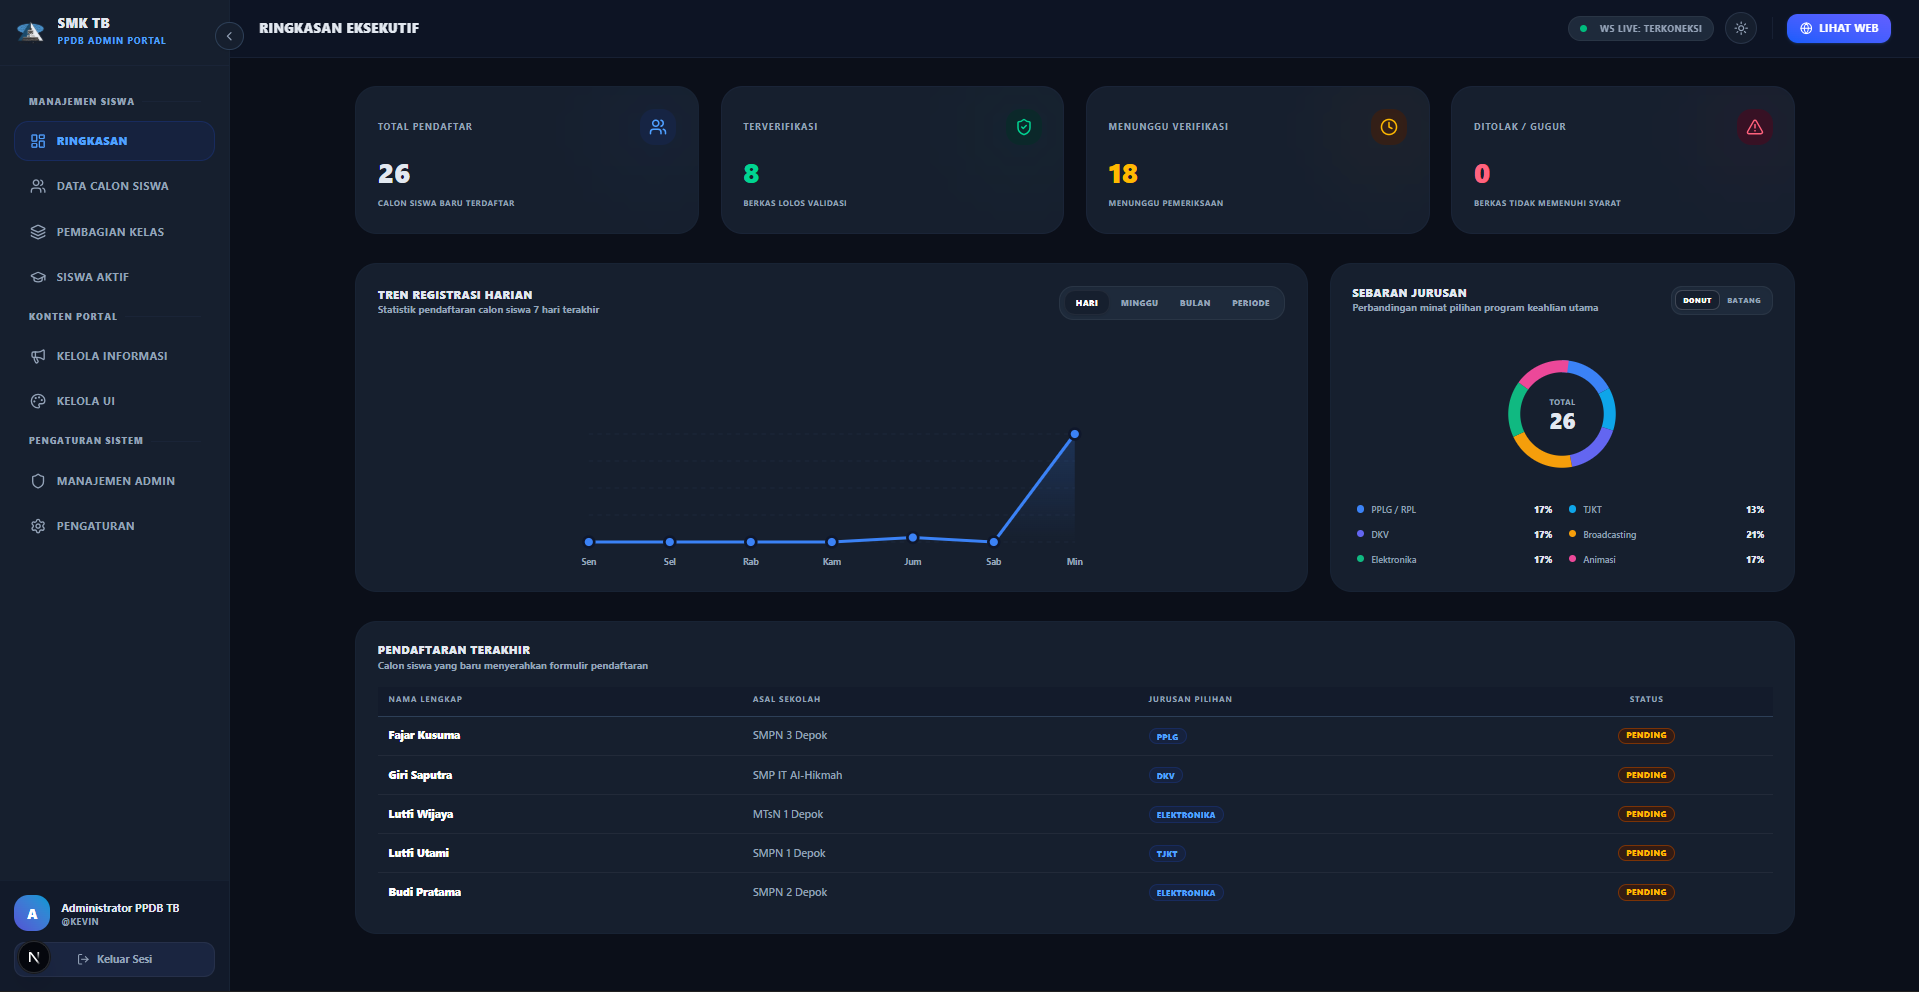 SMK TB
PPDB ADMIN PORTAL
MANAJEMEN SISWA
RINGKASAN
DATA CALON SISWA
PEMBAGIAN KELAS
SISWA AKTIF
KONTEN PORTAL
KELOLA INFORMASI
KELOLA UI
PENGATURAN SISTEM
MANAJEMEN ADMIN
PENGATURAN
A
Administrator PPDB TB
@KEVIN
N
Keluar Sesi
RINGKASAN EKSEKUTIF
WS LIVE: TERKONEKSI
LIHAT WEB
TOTAL PENDAFTAR
26
CALON SISWA BARU TERDAFTAR
TERVERIFIKASI
8
BERKAS LOLOS VALIDASI
MENUNGGU VERIFIKASI
18
MENUNGGU PEMERIKSAAN
DITOLAK / GUGUR
0
BERKAS TIDAK MEMENUHI SYARAT
TREN REGISTRASI HARIAN
Statistik pendaftaran calon siswa 7 hari terakhir
HARI MINGGU BULAN PERIODE
Sen Sel Rab Kam Jum Sab Min
SEBARAN JURUSAN
Perbandingan minat pilihan program keahlian utama
DONUT BATANG
TOTAL
26
PPLG / RPL 17% TJKT 13%
DKV 17% Broadcasting 21%
Elektronika 17% Animasi 17%
PENDAFTARAN TERAKHIR
Calon siswa yang baru menyerahkan formulir pendaftaran
NAMA LENGKAP ASAL SEKOLAH JURUSAN PILIHAN STATUS
Fajar Kusuma SMPN 3 Depok PPLG PENDING
Giri Saputra SMP IT Al-Hikmah DKV PENDING
Lutfi Wijaya MTsN 1 Depok ELEKTRONIKA PENDING
Lutfi Utami SMPN 1 Depok TJKT PENDING
Budi Pratama SMPN 2 Depok ELEKTRONIKA PENDING